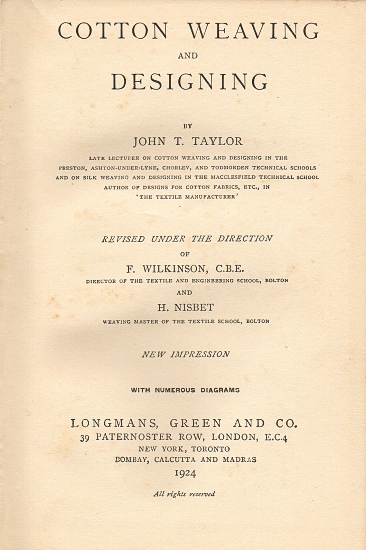 COTTON WEAVING
AND
DESIGNING
BY
JOHN T. TAYLOR
LATE LECTURER ON COTTON WEAVING AND DESIGNING IN THE
PRESTON, ASHTON-UNDER-LYNE, CHORLEY, AND TODMORDEN TECHNICAL SCHOOLS
AND ON SILK WEAVING AND DESIGNING IN THE MACCLESFIELD TECHNICAL SCHOOL
AUTHOR OF DESIGNS FOR COTTON FABRICS, ETC., IN
'THE TEXTILE MANUFACTURER'
REVISED UNDER THE DIRECTION
OF
F. WILKINSON, C.B.E.
DIRECTOR OF THE TEXTILE AND ENGINEERING SCHOOL, BOLTON
AND
H. NISBET
WEAVING MASTER OF THE TEXTILE SCHOOL, BOLTON
NEW IMPRESSION
WITH NUMEROUS DIAGRAMS
LONGMANS, GREEN AND CO.
39 PATERNOSTER ROW, LONDON, E.C.4
NEW YORK, TORONTO
BOMBAY, CALCUTTA AND MADRAS
1924
All rights reserved